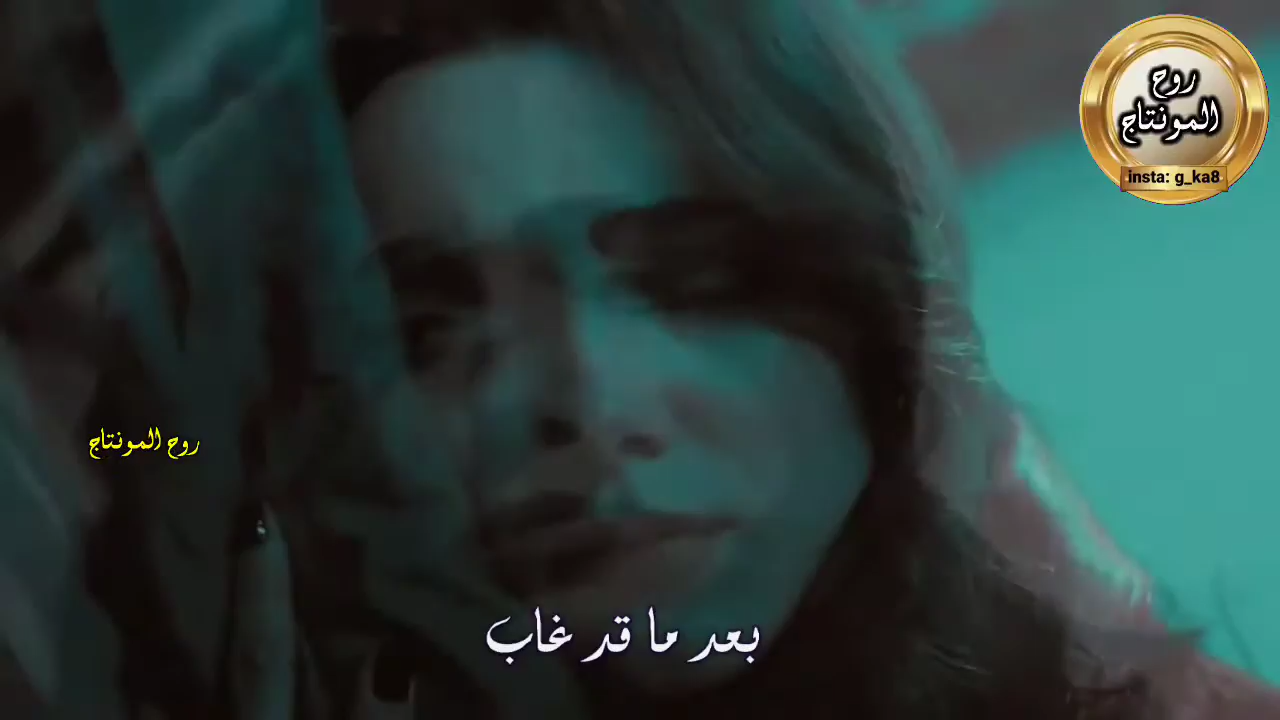 روح
المونتاج
insta: g_ka8
روح المونتاج
بعد ما قد غاب